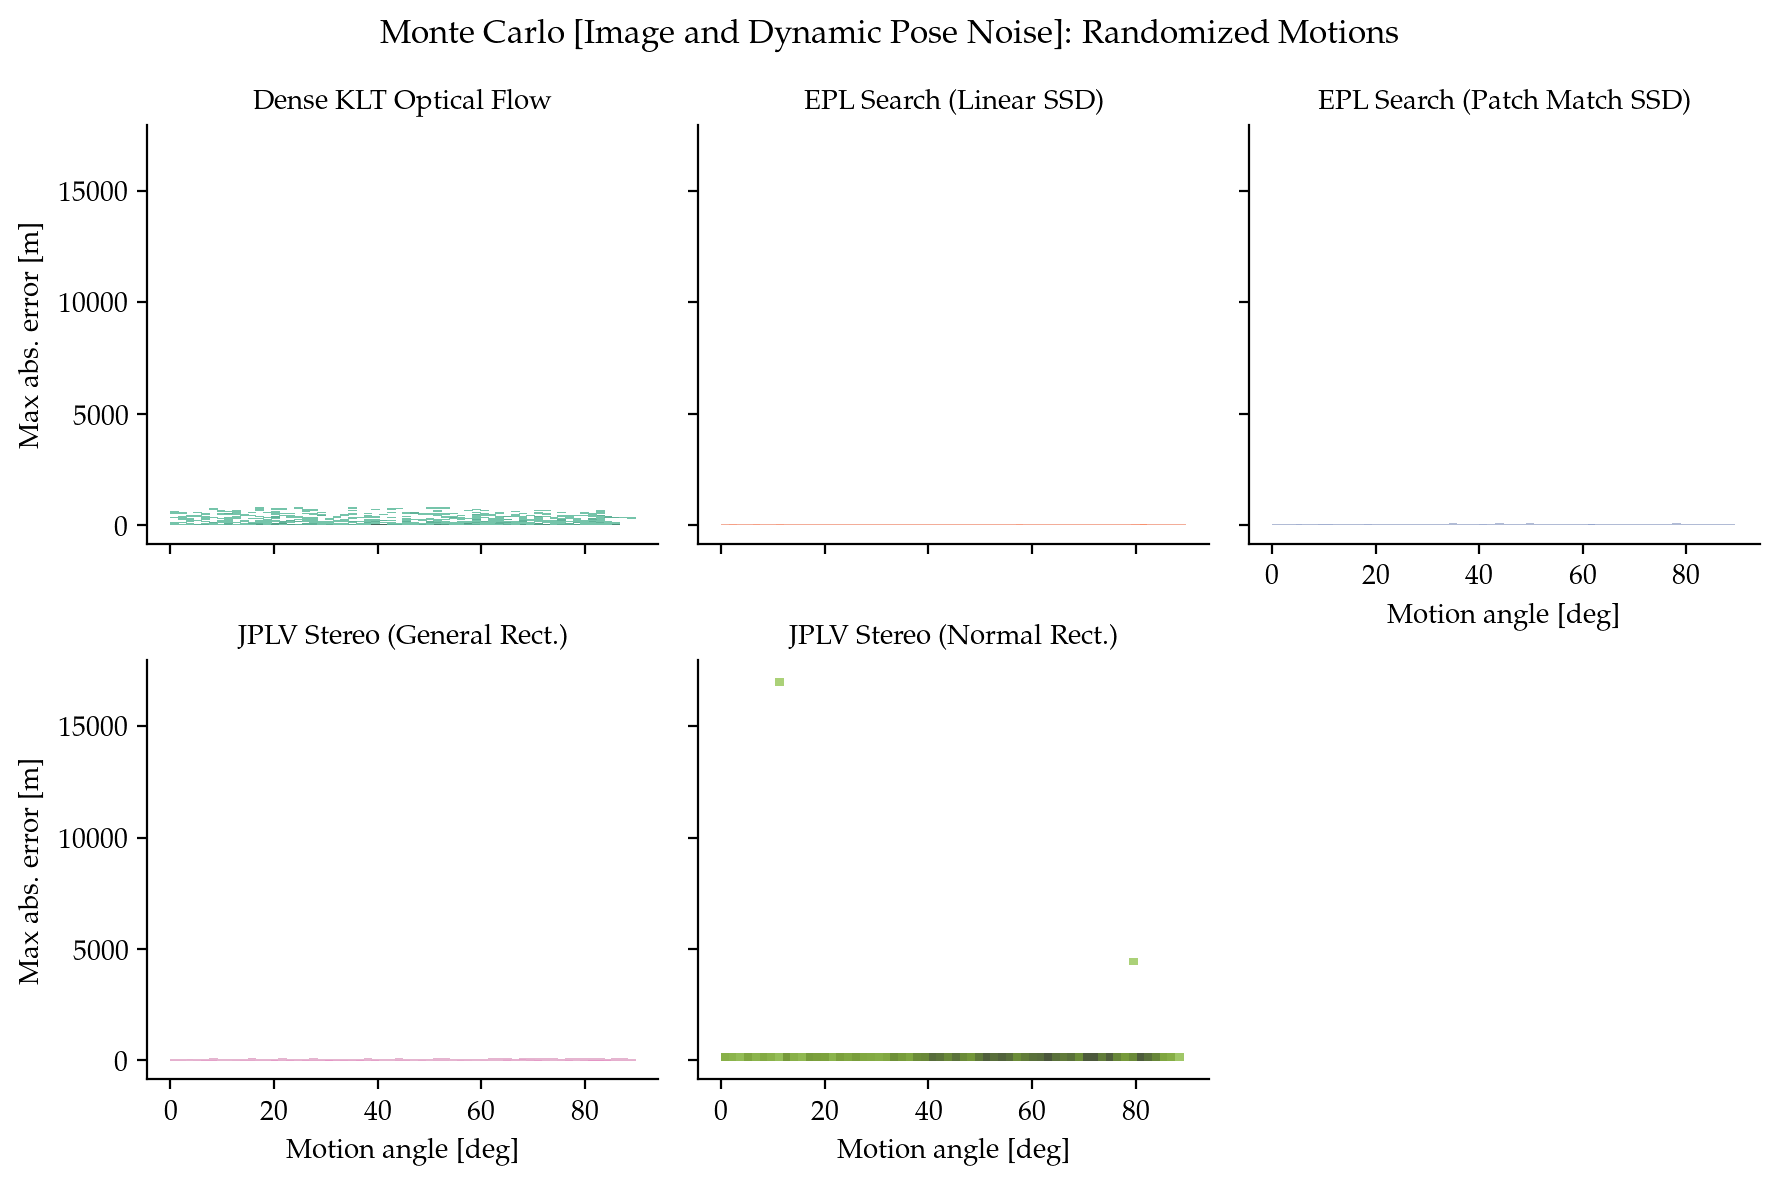 Monte Carlo [Image and Dynamic Pose Noise]: Randomized Motions
Dense KLT Optical Flow
EPL Search (Linear SSD)
EPL Search (Patch Match SSD)
Max abs. error [m]
15000
10000
5000
0
0 20 40 60 80
Motion angle [deg]
JPLV Stereo (General Rect.)
JPLV Stereo (Normal Rect.)
Max abs. error [m]
15000
10000
5000
0
0 20 40 60 80
Motion angle [deg]
0 20 40 60 80
Motion angle [deg]